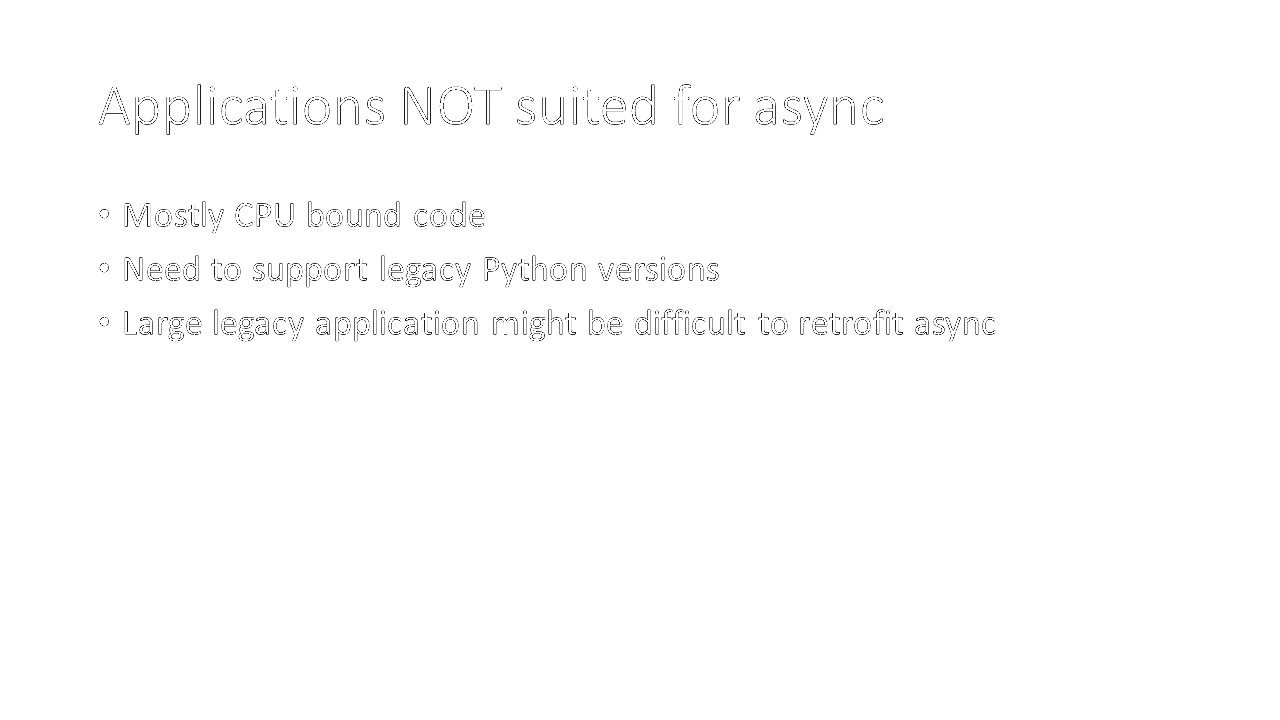 Applications NOT suited for async
• Mostly CPU bound code
• Need to support legacy Python versions
• Large legacy application might be difficult to retrofit async